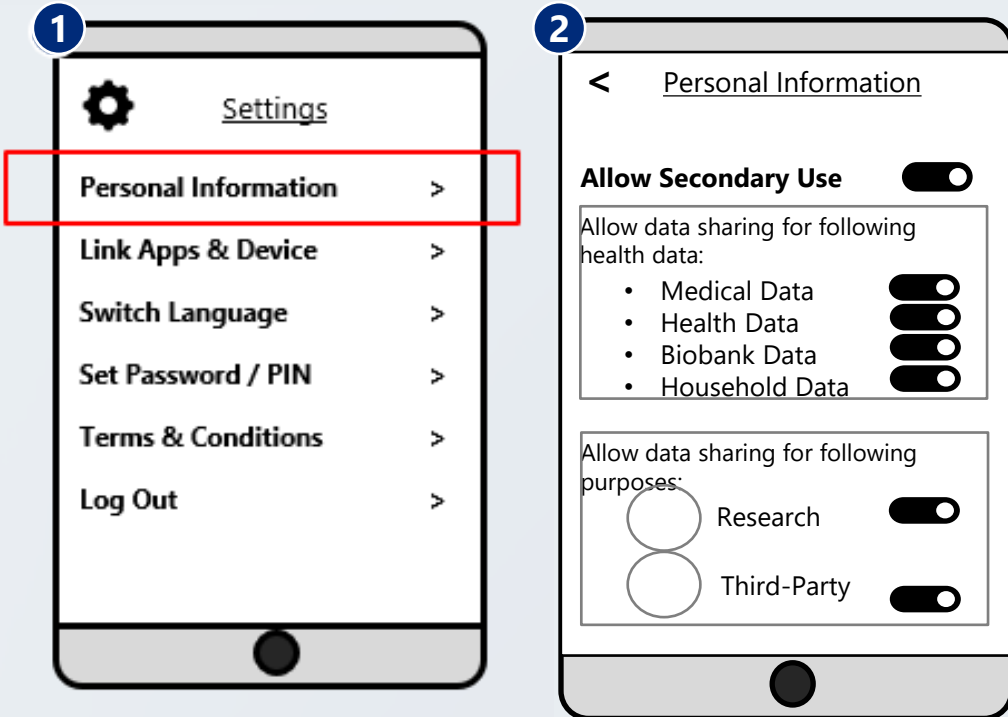 1
Settings
Personal Information >
Link Apps & Device >
Switch Language >
Set Password / PIN >
Terms & Conditions >
Log Out >
2
< Personal Information
Allow Secondary Use
Allow data sharing for following
health data:
• Medical Data
• Health Data
• Biobank Data
• Household Data
Allow data sharing for following
purposes:
Research
Third-Party